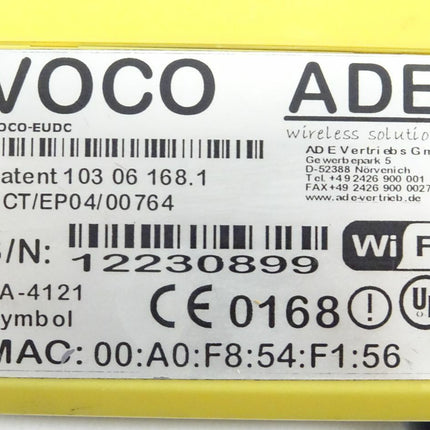 VOCO ADE
OCO-EUDC
wireless solutio
ADE Vertriebs Gm
Gewerbepark 5
D-52388 Nörvenich
Tel. +49 2426 900 001
FAX+49 2426 900 0027
www.ade-vertrieb.de
atent 103 06 168.1
CT/EP04/00764
S/N: 12230899
Wi F
A-4121
ymbol
CE 0168
U
MAC: 00:A0:F8:54:F1:56